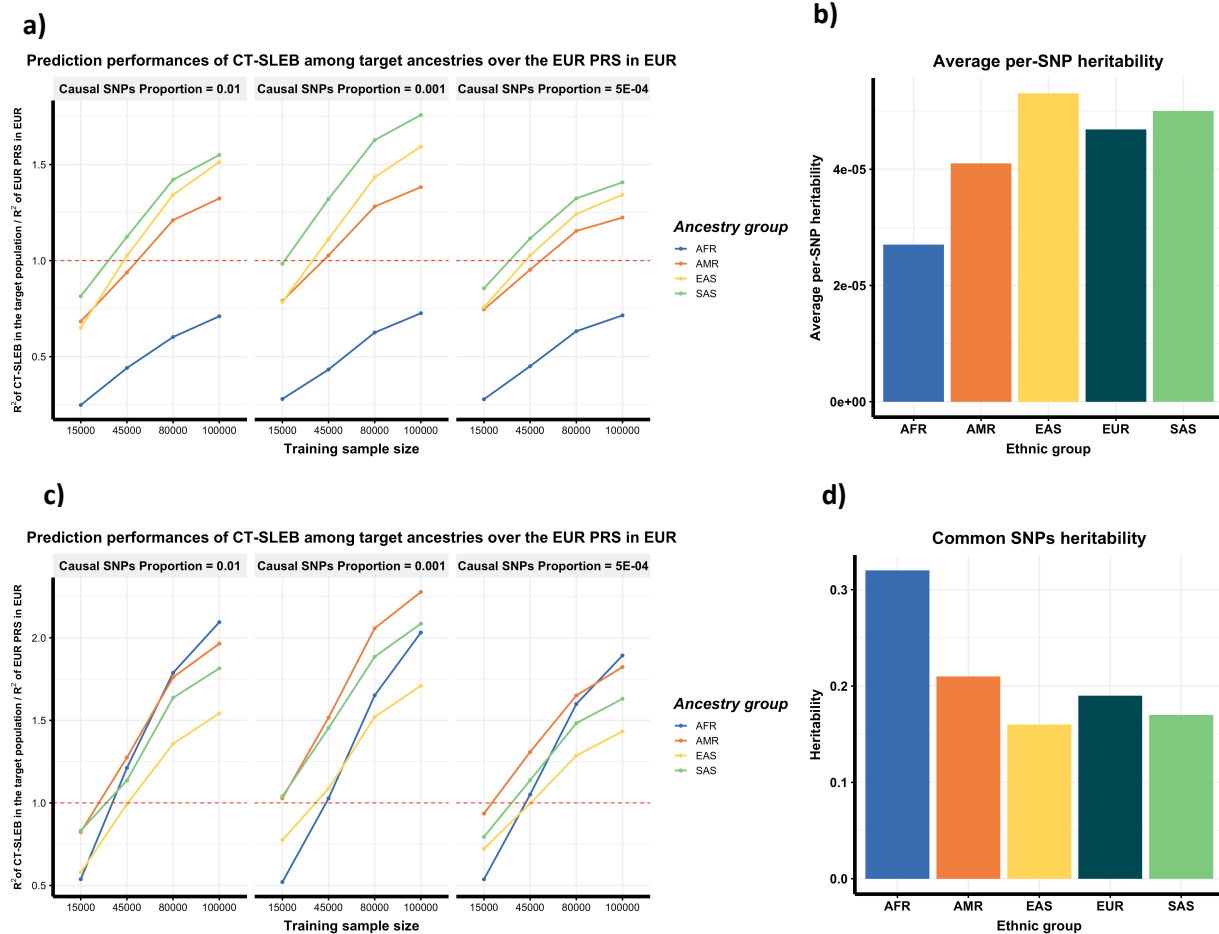 a)
Prediction performances of CT-SLEB among target ancestries over the EUR PRS in EUR
Causal SNPs Proportion = 0.01
Causal SNPs Proportion = 0.001
Causal SNPs Proportion = 5E-04
R² of CT-SLEB in the target population / R² of EUR PRS in EUR
1.5
1.0
0.5
15000 45000 80000 100000
15000 45000 80000 100000
15000 45000 80000 100000
Training sample size
Ancestry group
AFR
AMR
EAS
SAS
b)
Average per-SNP heritability
Average per-SNP heritability
4e-05
2e-05
0e+00
AFR AMR EAS EUR SAS
Ethnic group
c)
Prediction performances of CT-SLEB among target ancestries over the EUR PRS in EUR
Causal SNPs Proportion = 0.01
Causal SNPs Proportion = 0.001
Causal SNPs Proportion = 5E-04
R² of CT-SLEB in the target population / R² of EUR PRS in EUR
2.0
1.5
1.0
0.5
15000 45000 80000 100000
15000 45000 80000 100000
15000 45000 80000 100000
Training sample size
Ancestry group
AFR
AMR
EAS
SAS
d)
Common SNPs heritability
Heritability
0.3
0.2
0.1
0.0
AFR AMR EAS EUR SAS
Ethnic group